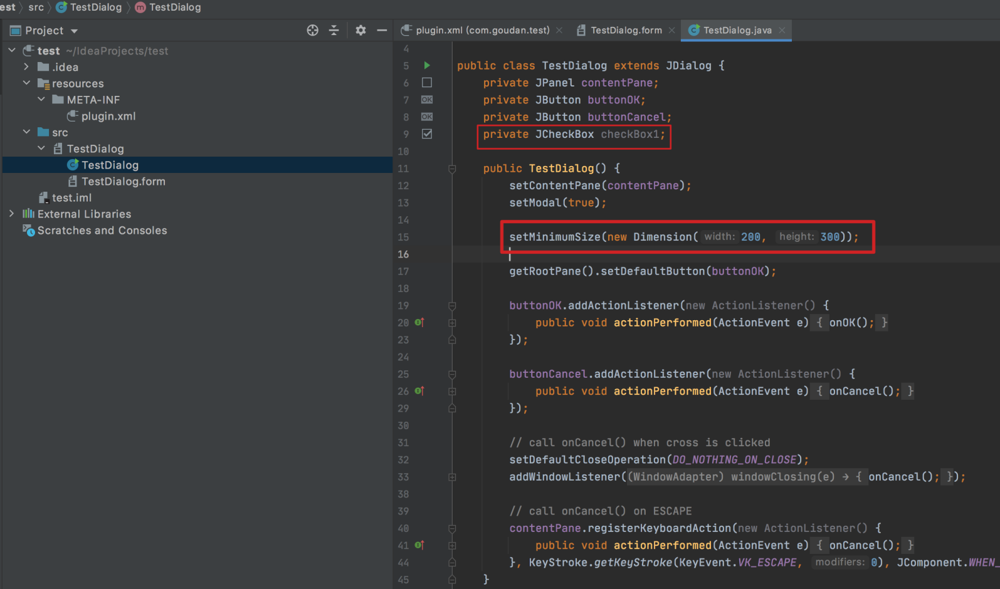 est src TestDialog TestDialog
Project
plugin.xml (com.goudan.test) TestDialog.form TestDialog.java
test ~/IdeaProjects/test
.idea
resources
META-INF
plugin.xml
src
TestDialog
TestDialog
TestDialog.form
test.iml
External Libraries
Scratches and Consoles
4
5 public class TestDialog extends JDialog {
6 private JPanel contentPane;
7 OK private JButton buttonOK;
8 OK private JButton buttonCancel;
9 private JCheckBox checkBox1;
10
11 public TestDialog() {
12 setContentPane(contentPane);
13 setModal(true);
14
15 setMinimumSize(new Dimension( width: 200, height: 300));
16
17 getRootPane().setDefaultButton(buttonOK);
18
19 buttonOK.addActionListener(new ActionListener() {
20 public void actionPerformed(ActionEvent e) { onOK(); }
23 });
24
25 buttonCancel.addActionListener(new ActionListener() {
26 public void actionPerformed(ActionEvent e) { onCancel(); }
29 });
30
31 // call onCancel() when cross is clicked
32 setDefaultCloseOperation(DO_NOTHING_ON_CLOSE);
33 addWindowListener((WindowAdapter) windowClosing(e) → { onCancel(); });
38
39 // call onCancel() on ESCAPE
40 contentPane.registerKeyboardAction(new ActionListener() {
41 public void actionPerformed(ActionEvent e) { onCancel(); }
44 }, KeyStroke.getKeyStroke(KeyEvent.VK_ESCAPE, modifiers: 0), JComponent.WHEN_
45 }